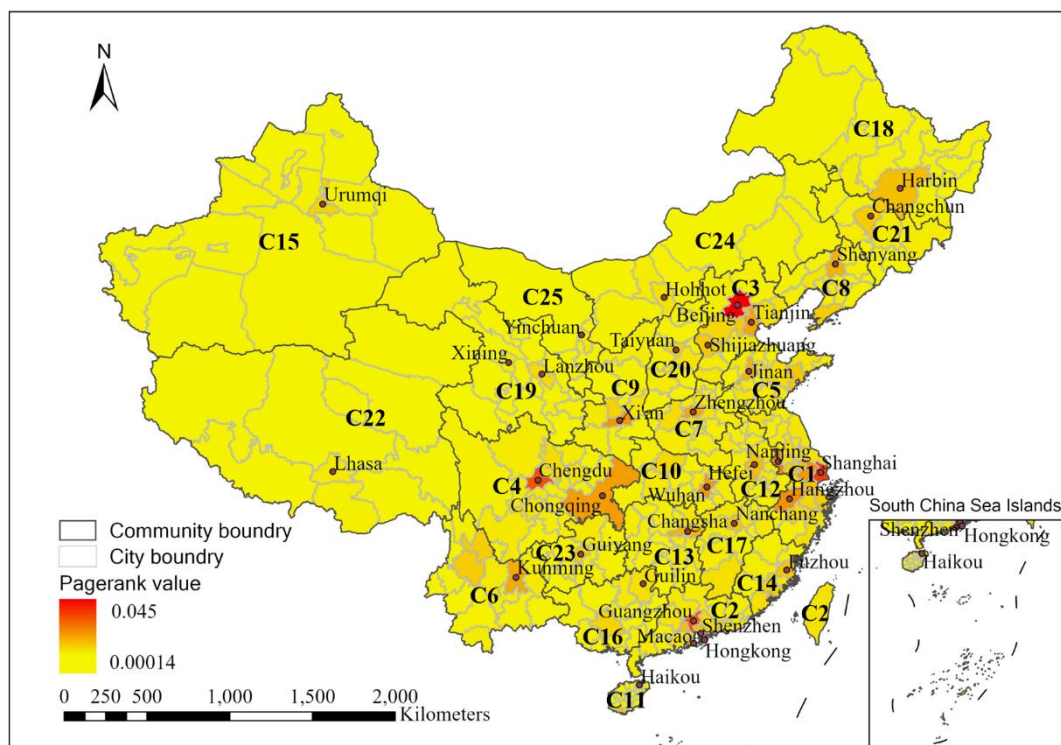 N
C18
Harbin
Changchun
C21
Urumqi
C15
C24
Shenyang
C25
Hohhot
C3
C8
Beijing
Tianjin
Yinchuan
Taiyuan
Shijiazhuang
Xining
Lanzhou
C20
Jinan
C19
C9
C5
Zhengzhou
Xi'an
C7
C22
Lhasa
Nanjing
Chengdu
C10
Hefei
C1
Shanghai
C4
C12
Hangzhou
Chongqing
Wuhan
Nanchang
Changsha
C17
C23
Guiyang
C13
Fuzhou
Kunming
Guilin
C14
C6
Guangzhou
C2
C2
C16
Shenzhen
Macao
Hongkong
Haikou
C11
South China Sea Islands
Shenzhen
Hongkong
Haikou
Community boundry
City boundry
Pagerank value
0.045
0.00014
0 250 500 1,000 1,500 2,000
Kilometers